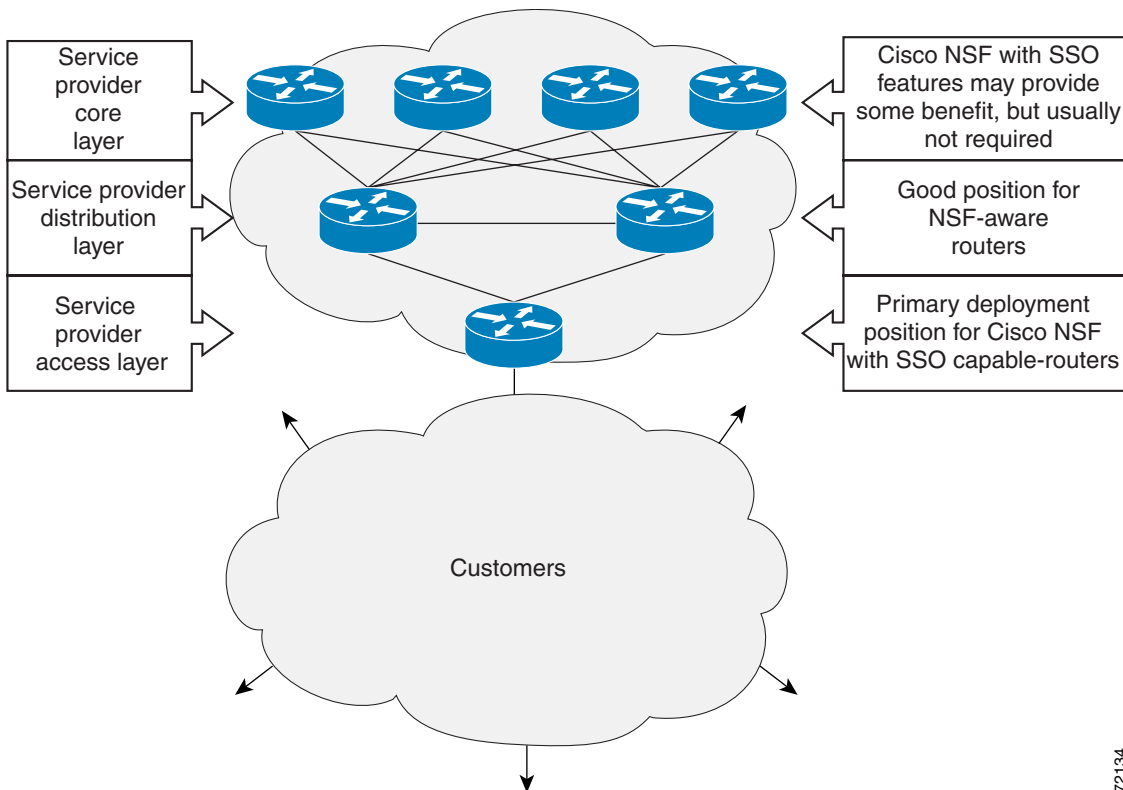 Service
provider
core
layer
Cisco NSF with SSO
features may provide
some benefit, but usually
not required
Service provider
distribution
layer
Good position for
NSF-aware
routers
Service
provider
access layer
Primary deployment
position for Cisco NSF
with SSO capable-routers
Customers
72134